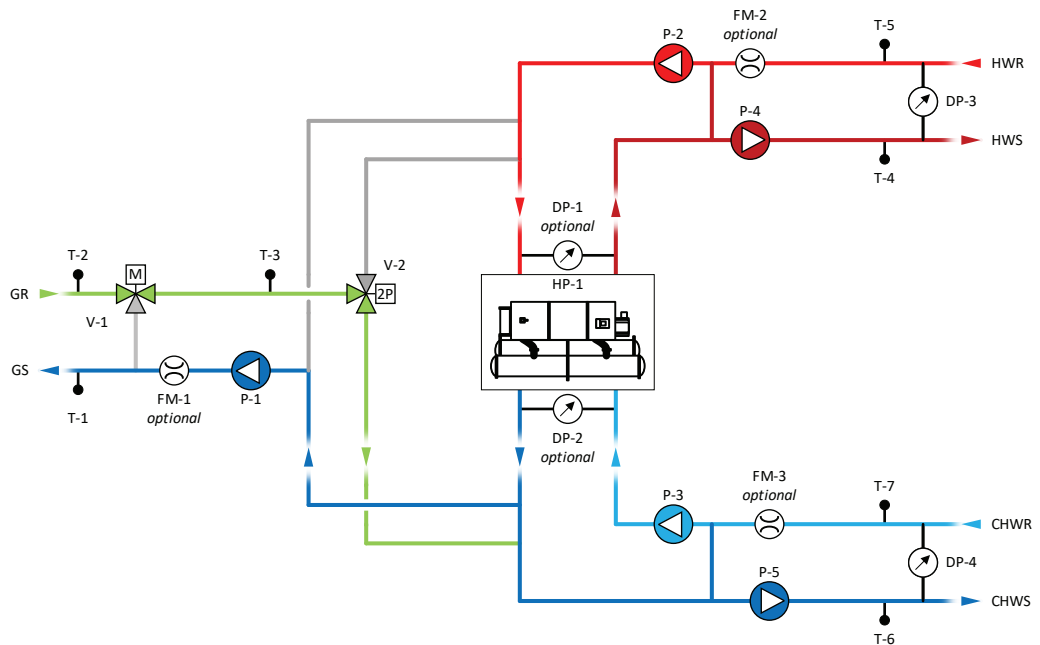 FM-2
optional
T-5
P-2
HWR
DP-3
P-4
HWS
T-4
DP-1
optional
T-2
T-3
V-2
M
HP-1
GR
2P
V-1
GS
T-1
FM-1
optional
P-1
DP-2
optional
FM-3
optional
T-7
P-3
CHWR
DP-4
P-5
CHWS
T-6